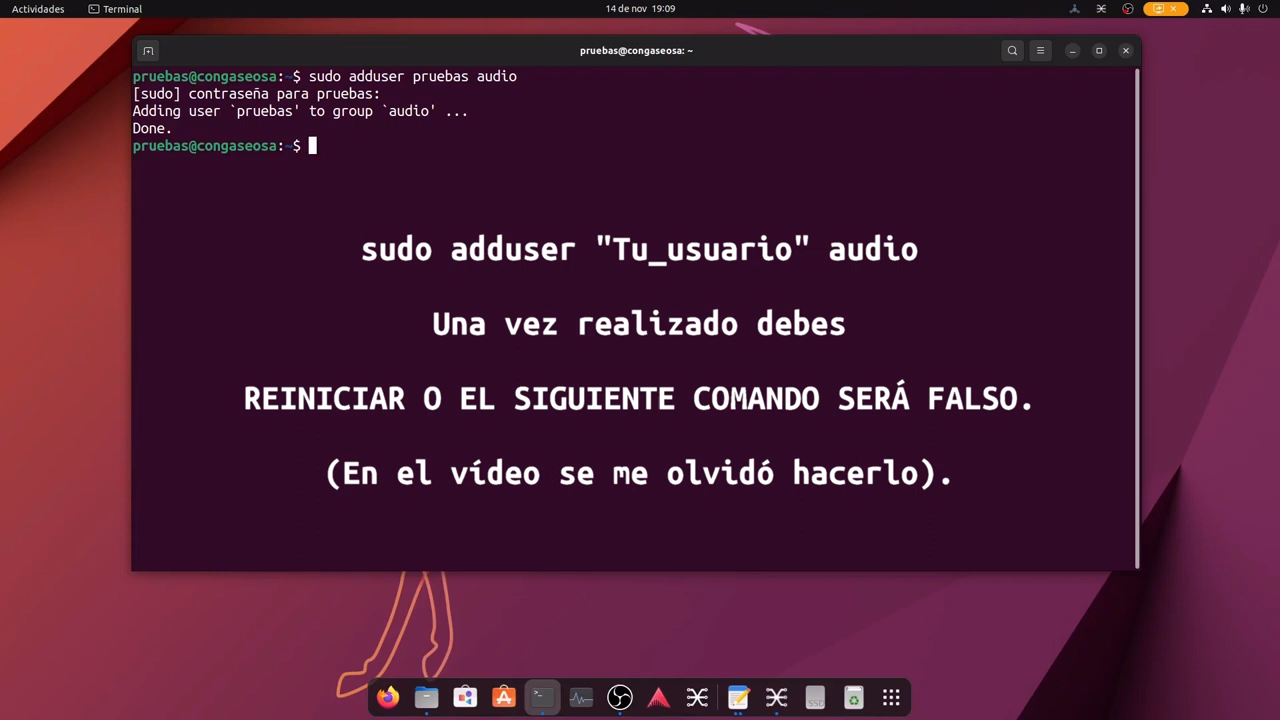 Actividades Terminal 14 de nov 19:09
pruebas@congaseosa: ~
pruebas@congaseosa:~$ sudo adduser pruebas audio
[sudo] contraseña para pruebas:
Adding user `pruebas' to group `audio' ...
Done.
pruebas@congaseosa:~$
sudo adduser "Tu_usuario" audio
Una vez realizado debes
REINICIAR O EL SIGUIENTE COMANDO SERÁ FALSO.
(En el vídeo se me olvidó hacerlo).
SSD